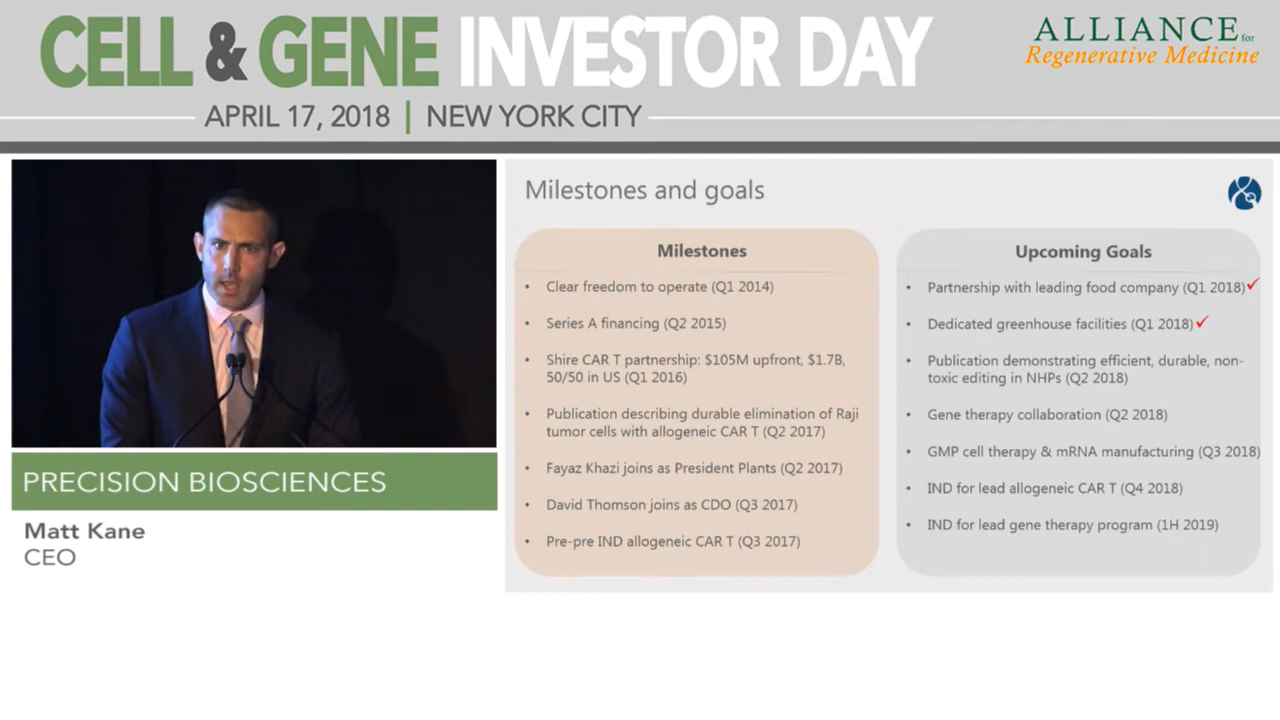 CELL & GENE INVESTOR DAY
APRIL 17, 2018 | NEW YORK CITY
ALLIANCE for
Regenerative Medicine
PRECISION BIOSCIENCES
Matt Kane
CEO
Milestones and goals
Milestones
• Clear freedom to operate (Q1 2014)
• Series A financing (Q2 2015)
• Shire CAR T partnership: $105M upfront, $1.7B,
50/50 in US (Q1 2016)
• Publication describing durable elimination of Raji
tumor cells with allogeneic CAR T (Q2 2017)
• Fayaz Khazi joins as President Plants (Q2 2017)
• David Thomson joins as CDO (Q3 2017)
• Pre-pre IND allogeneic CAR T (Q3 2017)
Upcoming Goals
• Partnership with leading food company (Q1 2018)✓
• Dedicated greenhouse facilities (Q1 2018)✓
• Publication demonstrating efficient, durable, non-
toxic editing in NHPs (Q2 2018)
• Gene therapy collaboration (Q2 2018)
• GMP cell therapy & mRNA manufacturing (Q3 2018)
• IND for lead allogeneic CAR T (Q4 2018)
• IND for lead gene therapy program (1H 2019)